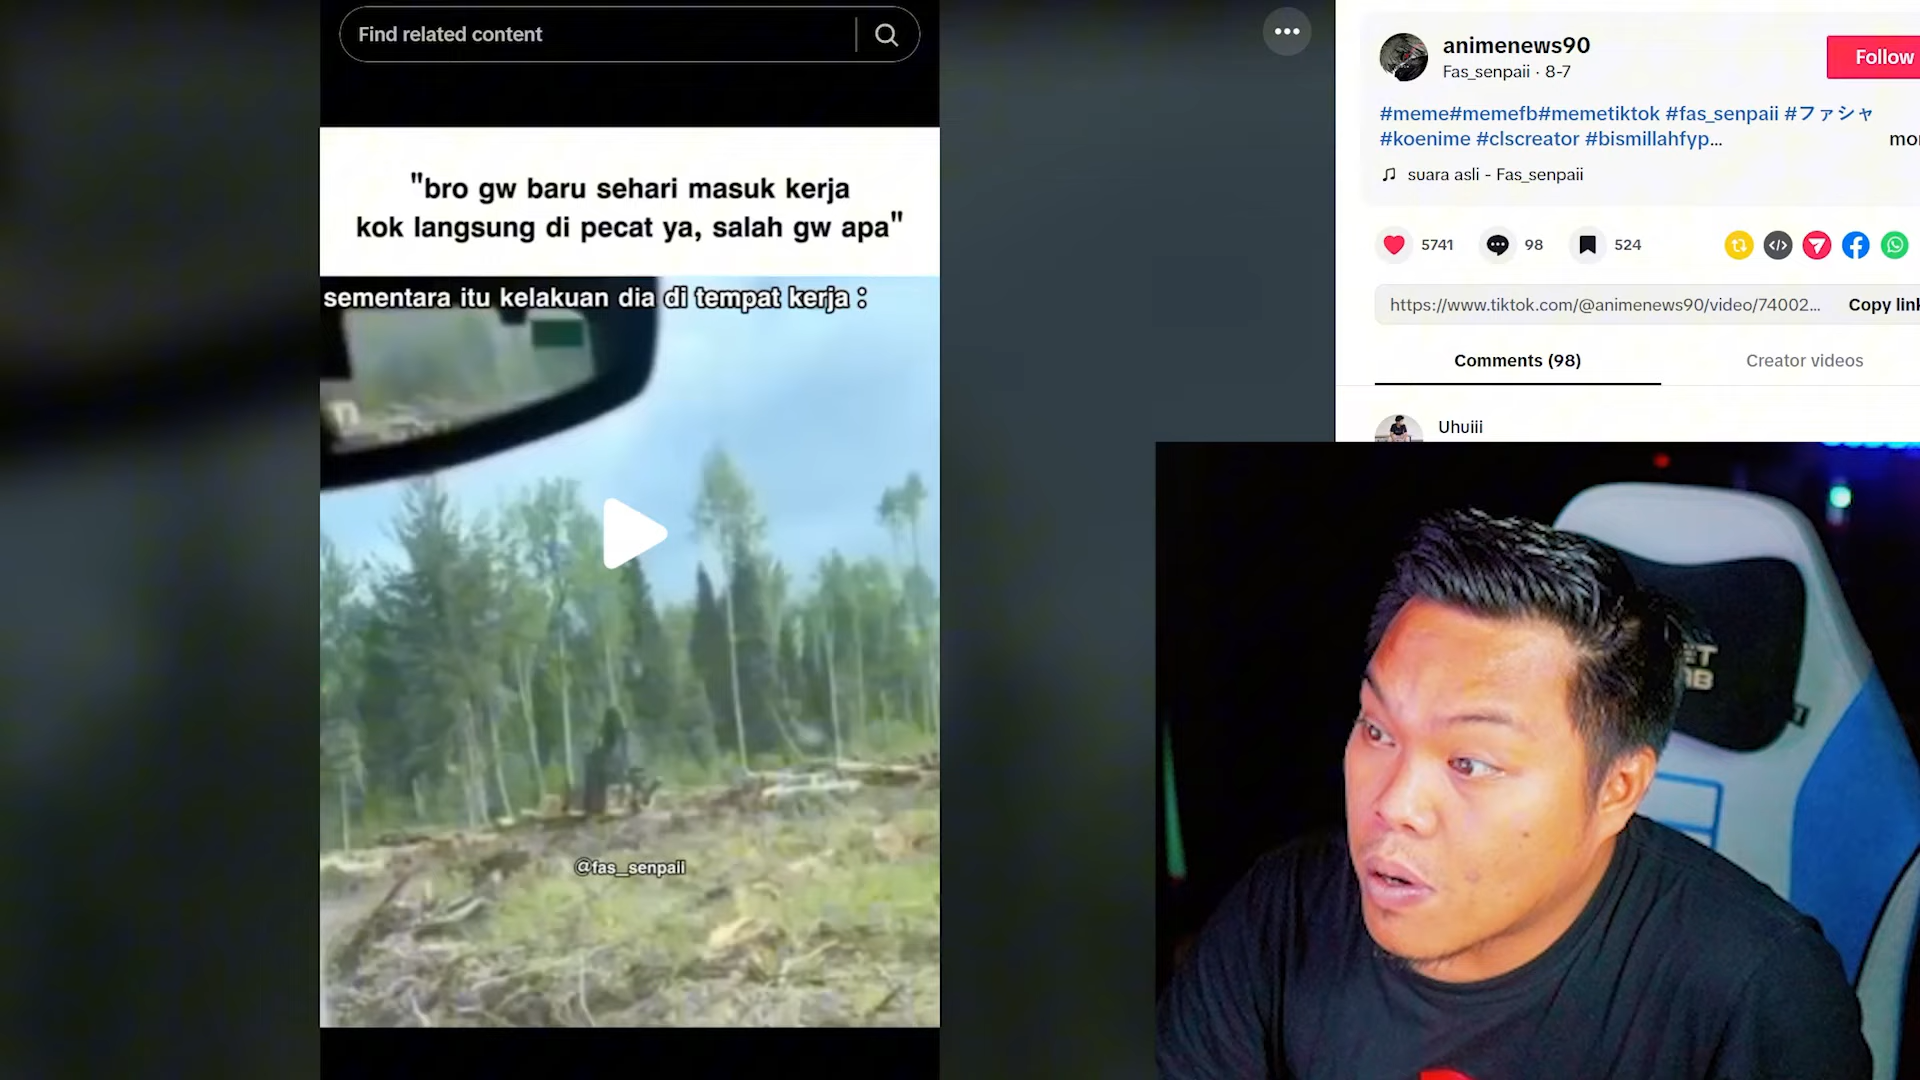 Find related content
"bro gw baru sehari masuk kerja
kok langsung di pecat ya, salah gw apa"
sementara itu kelakuan dia di tempat kerja :
@fas_senpaii
animenews90
Fas_senpaii · 8-7
Follow
#meme#memefb#memetiktok #fas_senpaii #ファシャ
#koenime #clscreator #bismillahfyp...
suara asli - Fas_senpaii
5741
98
524
https://www.tiktok.com/@animenews90/video/74002...
Comments (98)
Creator videos
Uhuiii